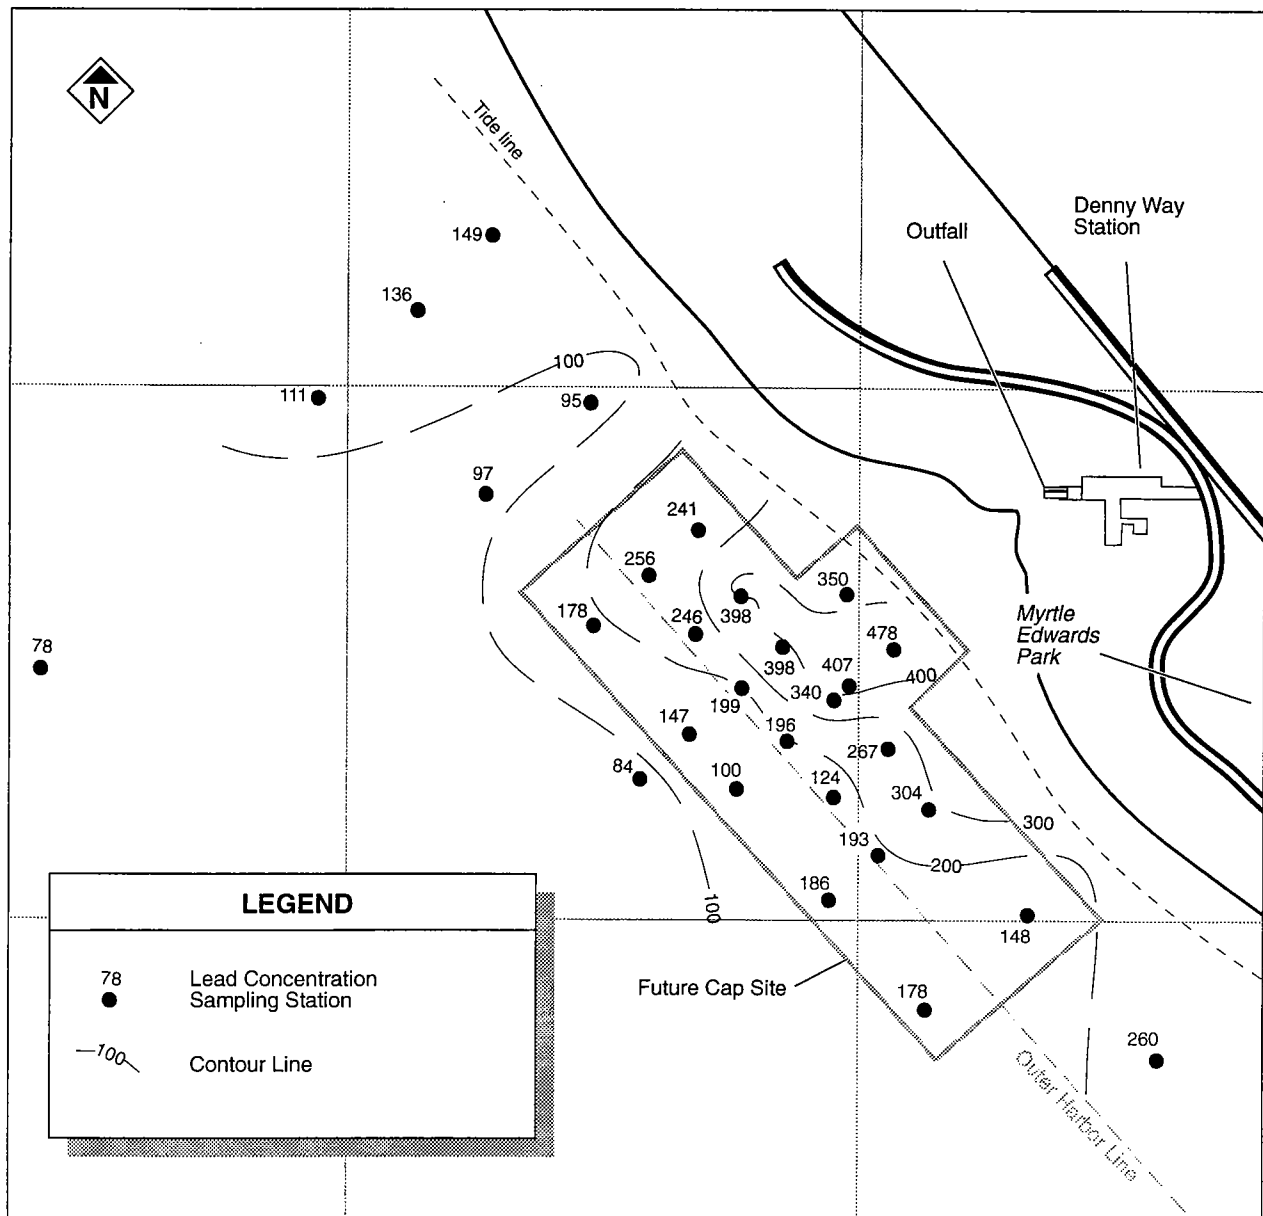 N
Tide line
Denny Way
Station
Outfall
149
136
100
111
95
97
241
256
350
398
178
246
478
78
398
407
400
340
199
147
196
267
84
100
124
304
300
193
200
186
100
148
Future Cap Site
178
260
Myrtle
Edwards
Park
Outer Harbor Line
LEGEND
78 Lead Concentration
Sampling Station
100 Contour Line